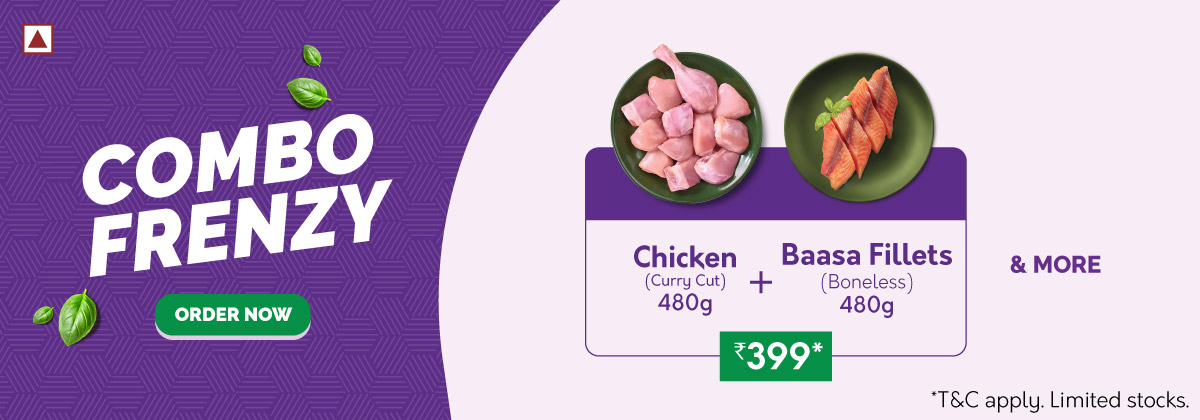 COMBO
FRENZY
ORDER NOW
Chicken
(Curry Cut)
480g
+
Baasa Fillets
(Boneless)
480g
& MORE
₹399*
*T&C apply. Limited stocks.